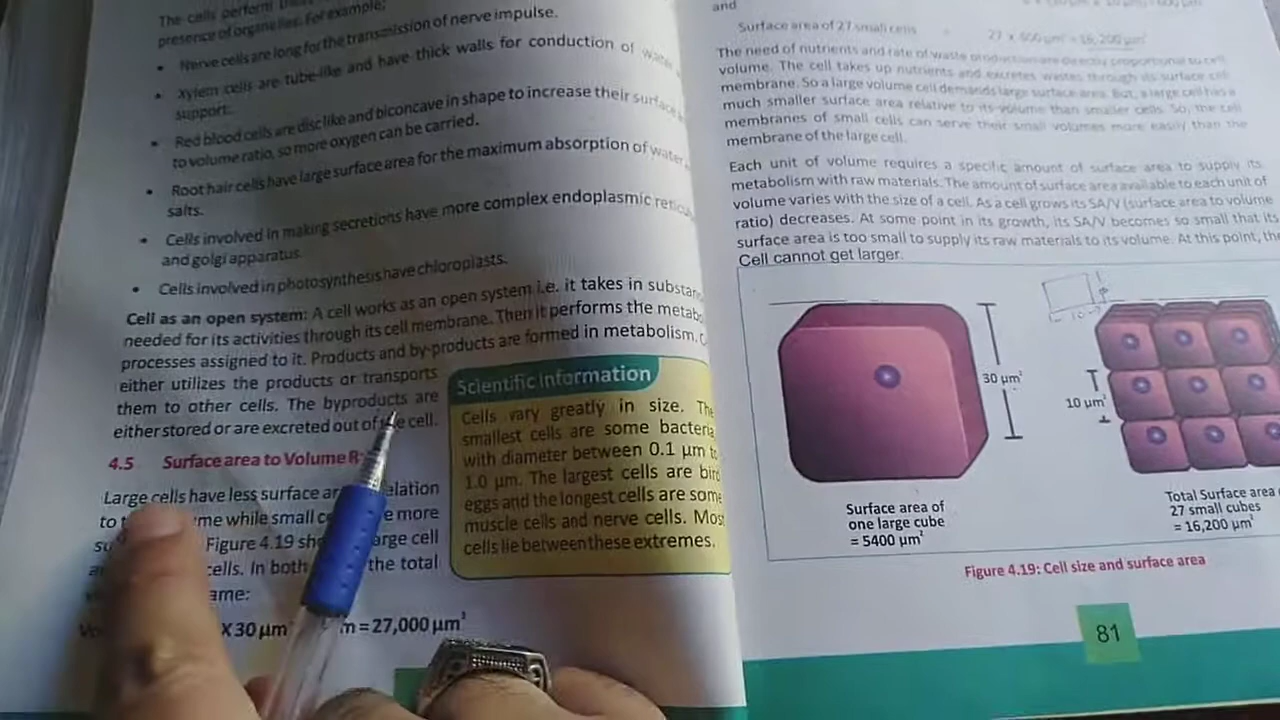 The cells perform
presence of organelles. For example;
• Nerve cells are long for the transmission of nerve impulse.
• Xylem cells are tube-like and have thick walls for conduction of water
support.
• Red blood cells are disc like and biconcave in shape to increase their surface
to volume ratio, so more oxygen can be carried.
• Root hair cells have large surface area for the maximum absorption of water
salts.
• Cells involved in making secretions have more complex endoplasmic
and golgi apparatus.
• Cells involved in photosynthesis have chloroplasts.
Cell as an open system: A cell works as an open system i.e. it takes in
needed for its activities through its cell membrane. Then it performs the
processes assigned to it. Products and by-products are formed in metabolism.
either utilizes the products or transports
them to other cells. The byproducts are
either stored or are excreted out of cell.
Scientific Information
Cells vary greatly in size. The
smallest cells are some bacteria
with diameter between 0.1 µm to
1.0 µm. The largest cells are bird
eggs and the longest cells are some
muscle cells and nerve cells. Most
cells lie between these extremes.
4.5 Surface area to Volume
Large cells have less surface
to while small more
Figure 4.19 large cell
cells. In both the total
X 30 µm = 27,000 µm³
and
Surface area of 27 small cells = 27 x 600 µm² = 16,200 µm²
The need of nutrients and rate of waste production are directly proportional to cell
volume. The cell takes up nutrients and excretes wastes through its surface cell
membrane. So a large volume cell demands large surface area. But, a large cell has a
much smaller surface area relative to its volume than smaller cells. So, the cell
membranes of small cells can serve their small volumes more easily than the
membrane of the large cell.
Each unit of volume requires a specific amount of surface area to supply its
metabolism with raw materials. The amount of surface area available to each unit of
volume varies with the size of a cell. As a cell grows its SA/V (surface area to volume
ratio) decreases. At some point in its growth, its SA/V becomes so small that its
surface area is too small to supply its raw materials to its volume. At this point, the
Cell cannot get larger.
30 µm²
10 µm²
Surface area of
one large cube
= 5400 µm²
Total Surface area
27 small cubes
= 16,200 µm²
Figure 4.19: Cell size and surface area
81